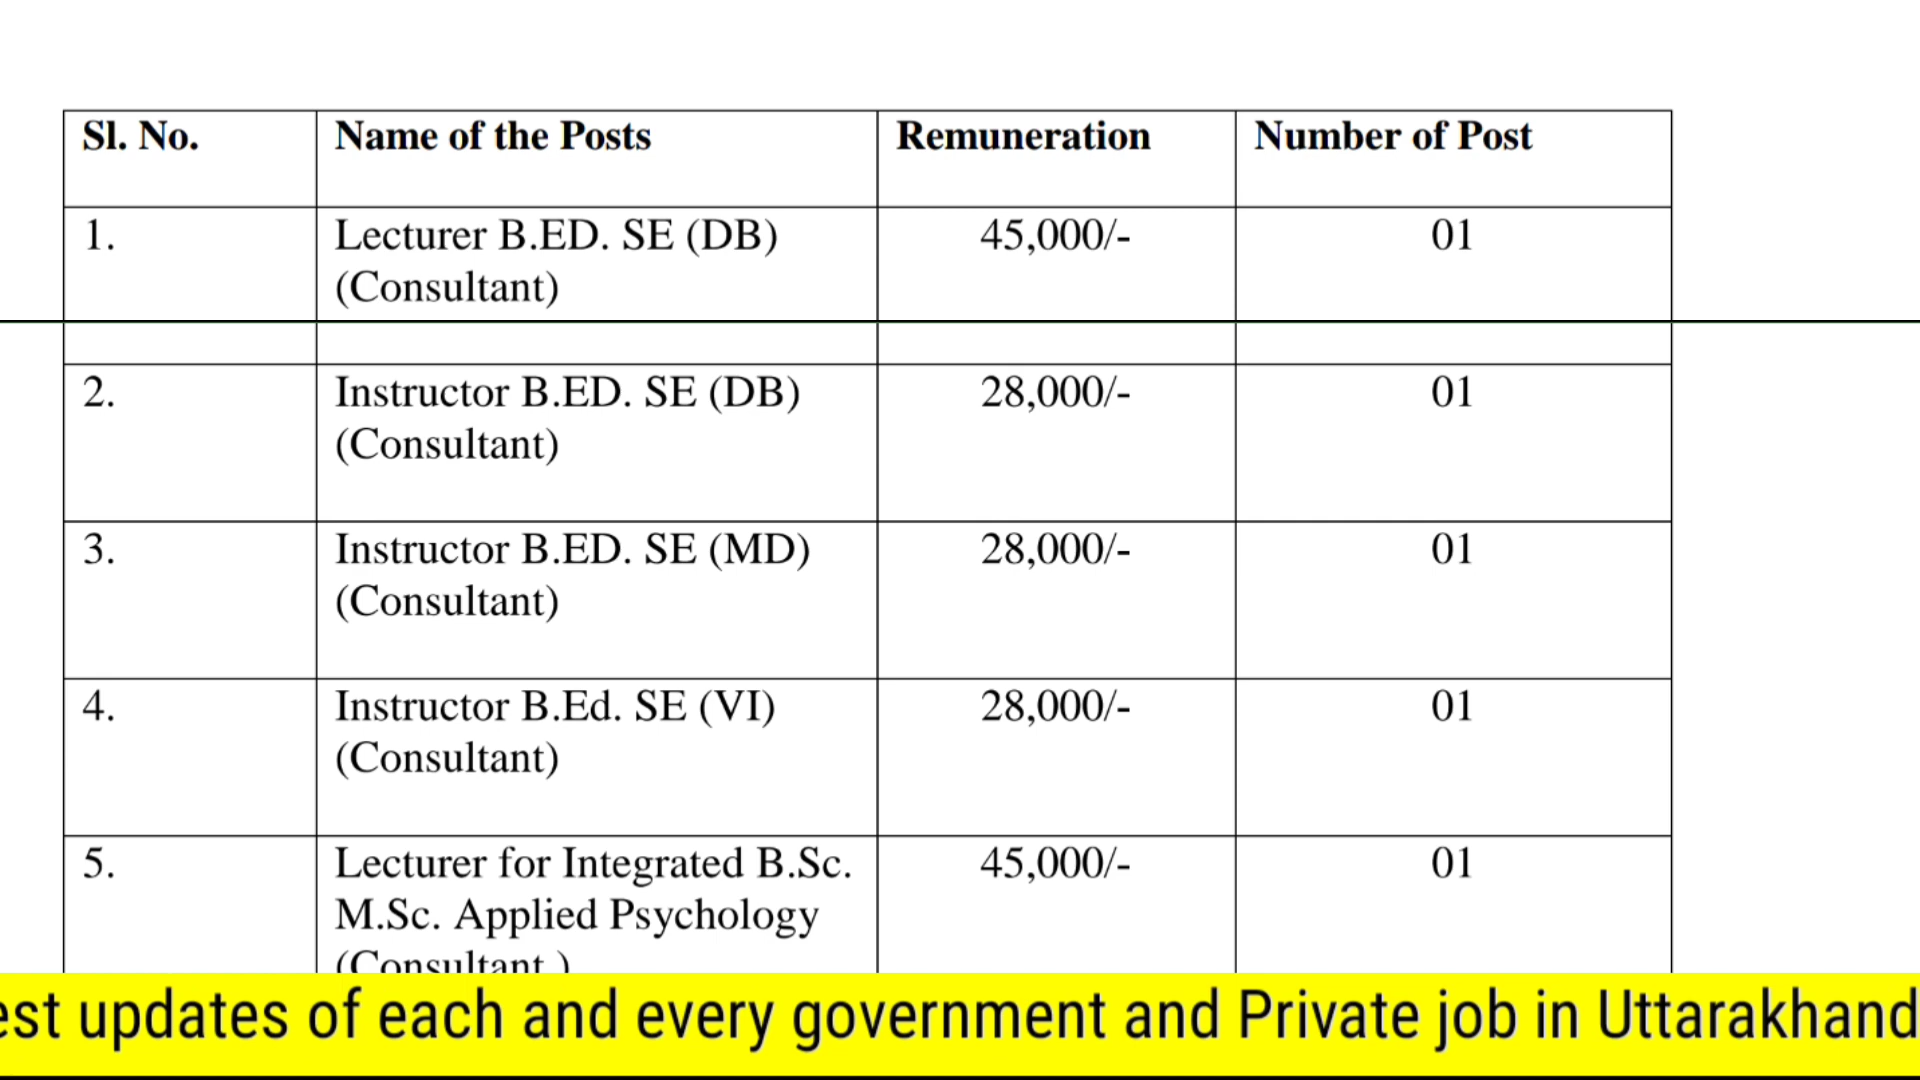 Sl. No. Name of the Posts Remuneration Number of Post
1. Lecturer B.ED. SE (DB) 45,000/- 01
(Consultant)
2. Instructor B.ED. SE (DB) 28,000/- 01
(Consultant)
3. Instructor B.ED. SE (MD) 28,000/- 01
(Consultant)
4. Instructor B.Ed. SE (VI) 28,000/- 01
(Consultant)
5. Lecturer for Integrated B.Sc. 45,000/- 01
M.Sc. Applied Psychology
(Consultant )
updates of each and every government and Private job in Uttarakhand